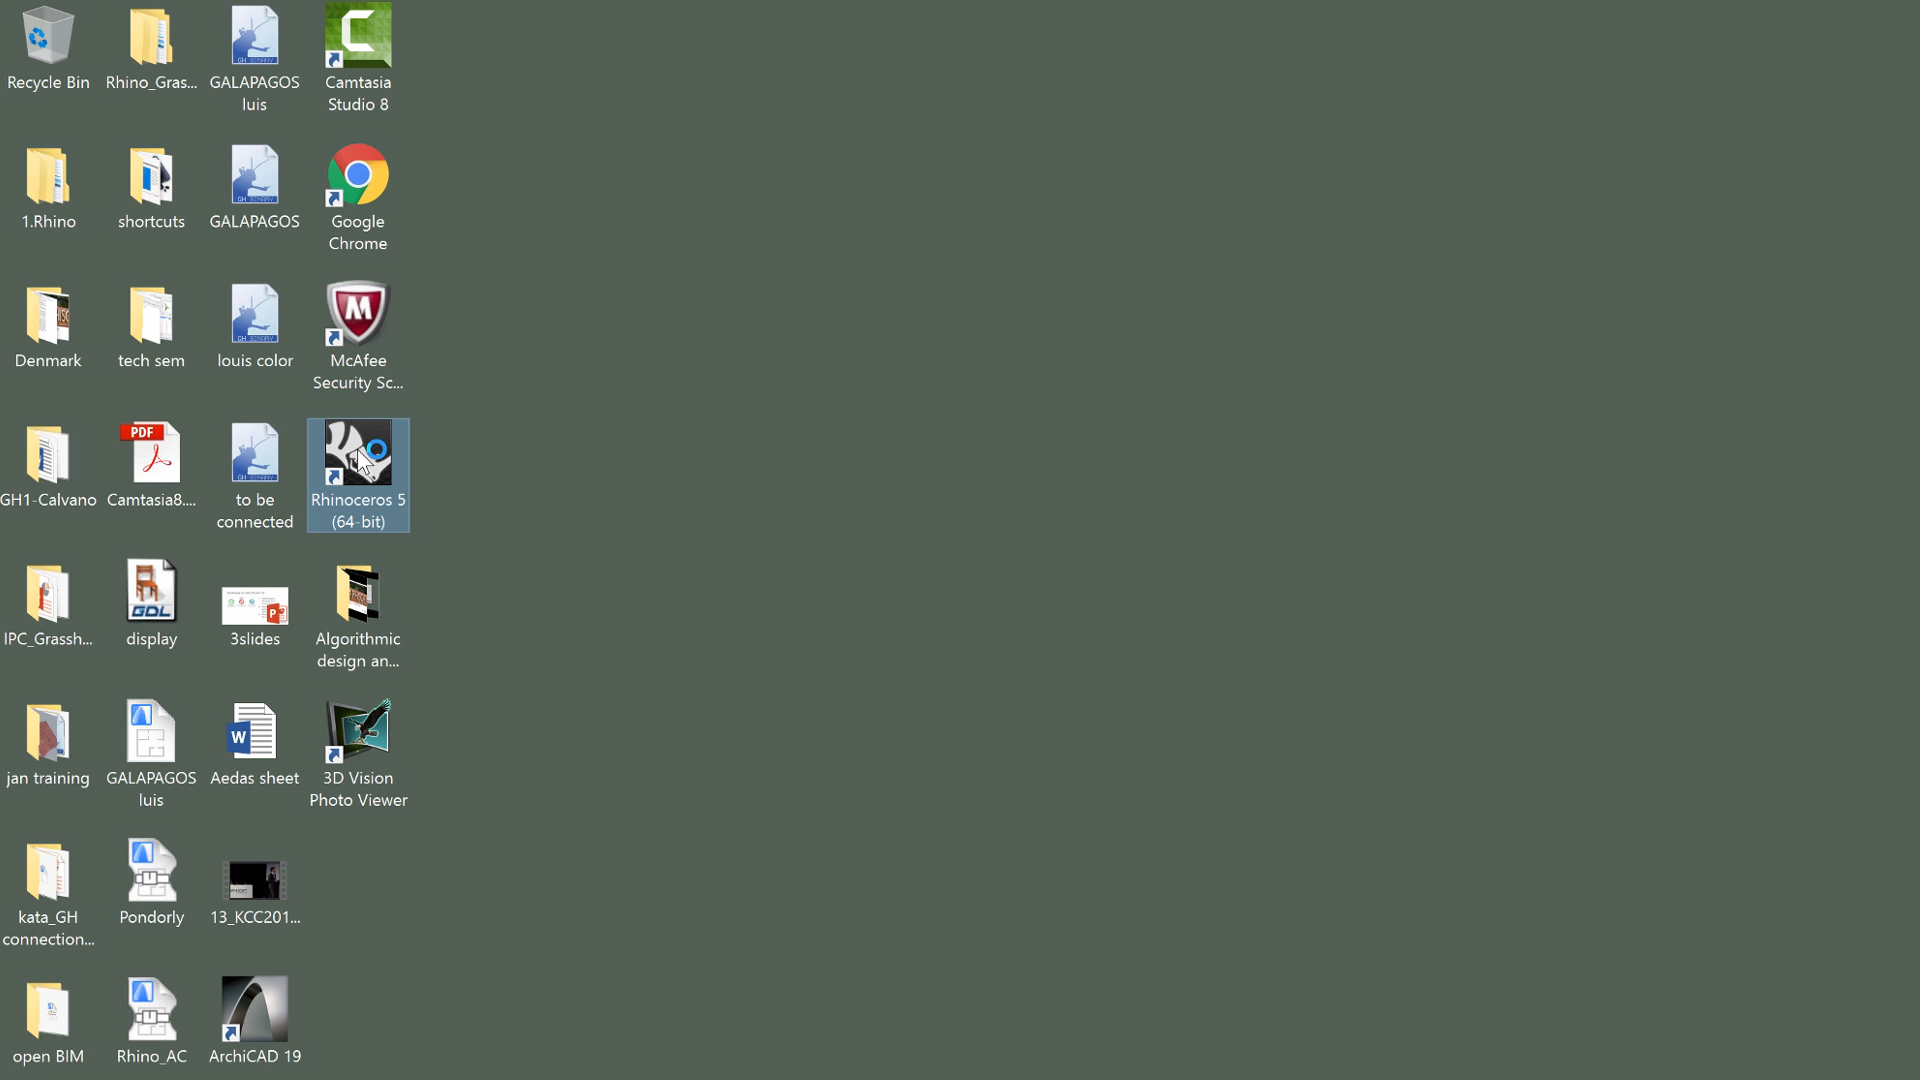 Recycle Bin
Rhino_Gras...
GALAPAGOS
luis
Camtasia
Studio 8
1.Rhino
shortcuts
GALAPAGOS
Google
Chrome
Denmark
tech sem
louis color
McAfee
Security Sc...
GH1-Calvano
PDF
Camtasia8....
to be
connected
Rhinoceros 5
(64-bit)
IPC_Grassh...
GDL
display
3slides
Algorithmic
design an...
jan training
GALAPAGOS
luis
Aedas sheet
3D Vision
Photo Viewer
kata_GH
connection...
Pondorly
13_KCC201...
open BIM
Rhino_AC
ArchiCAD 19